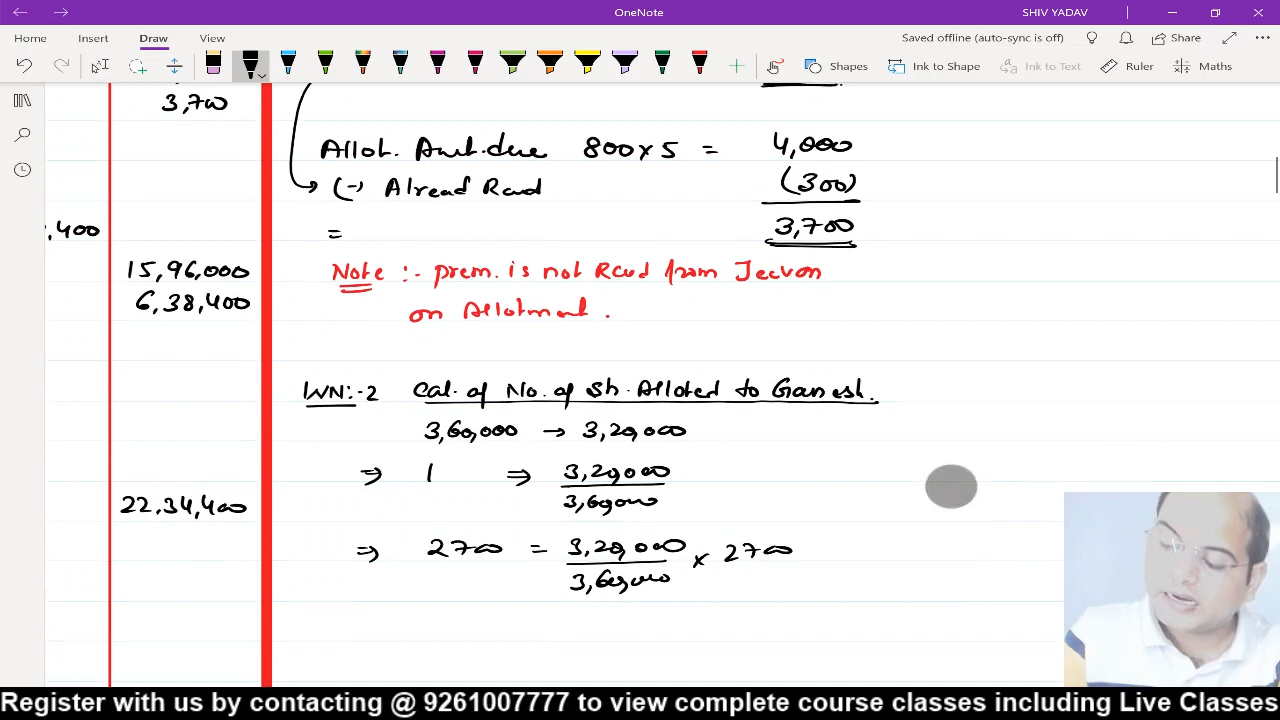 OneNote
SHIV YADAV
Home Insert Draw View
Saved offline (auto-sync is off)
Share
Shapes Ink to Shape Ink to Text Ruler Maths
3,700
Allot. Amt. due 800 x 5 = 4,000
(-) Alread Rcvd (300)
= 3,700
,400
15,96,000
6,38,400
Note :- prem. is not Rcvd from Jeevan
on Allotment .
WN:-2 Cal. of No. of Sh. Alloted to Ganesh.
3,60,000 → 3,20,000
⇒ 1 ⇒ 3,20,000
3,60,000
22,34,400
⇒ 2700 = 3,20,000 x 2700
3,60,000
Register with us by contacting @ 9261007777 to view complete course classes including Live Classes